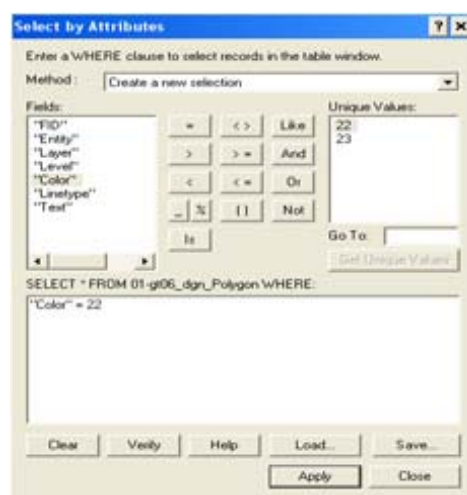 Select by Attributes
Enter a WHERE clause to select records in the table window.
Method : Create a new selection
Fields: Unique Values:
"FID" = < > Like 22
"Entity" 23
"Layer" > > = And
"Level"
"Color" < < = Or
"Linetype"
"Text" _ % ( ) Not
Is Go To:
Get Unique Values
SELECT * FROM 01-gt06_dgn_Polygon WHERE:
"Color" = 22
Clear Verify Help Load... Save...
Apply Close